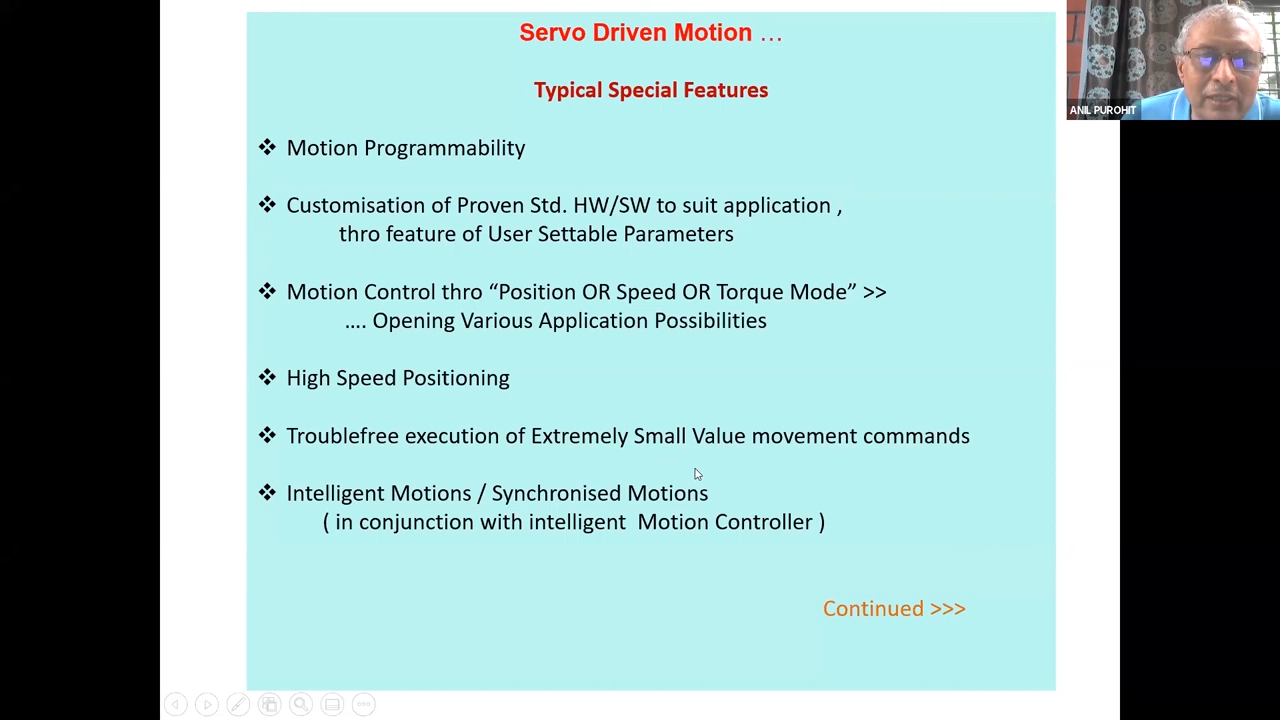 Servo Driven Motion ...
Typical Special Features
❖ Motion Programmability
❖ Customisation of Proven Std. HW/SW to suit application ,
thro feature of User Settable Parameters
❖ Motion Control thro “Position OR Speed OR Torque Mode” >>
.... Opening Various Application Possibilities
❖ High Speed Positioning
❖ Troublefree execution of Extremely Small Value movement commands
❖ Intelligent Motions / Synchronised Motions
( in conjunction with intelligent Motion Controller )
Continued >>>
ANIL PUROHIT